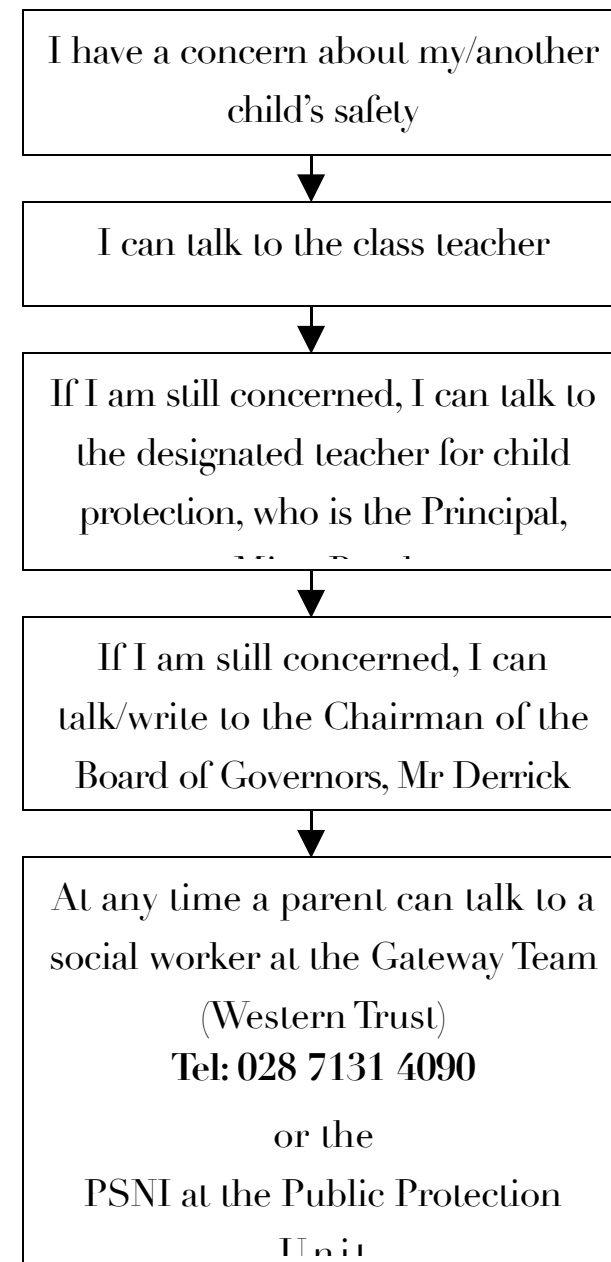 I have a concern about my/another
child's safety
I can talk to the class teacher
If I am still concerned, I can talk to
the designated teacher for child
protection, who is the Principal,
If I am still concerned, I can
talk/write to the Chairman of the
Board of Governors, Mr Derrick
At any time a parent can talk to a
social worker at the Gateway Team
(Western Trust)
Tel: 028 7131 4090
or the
PSNI at the Public Protection
Unit